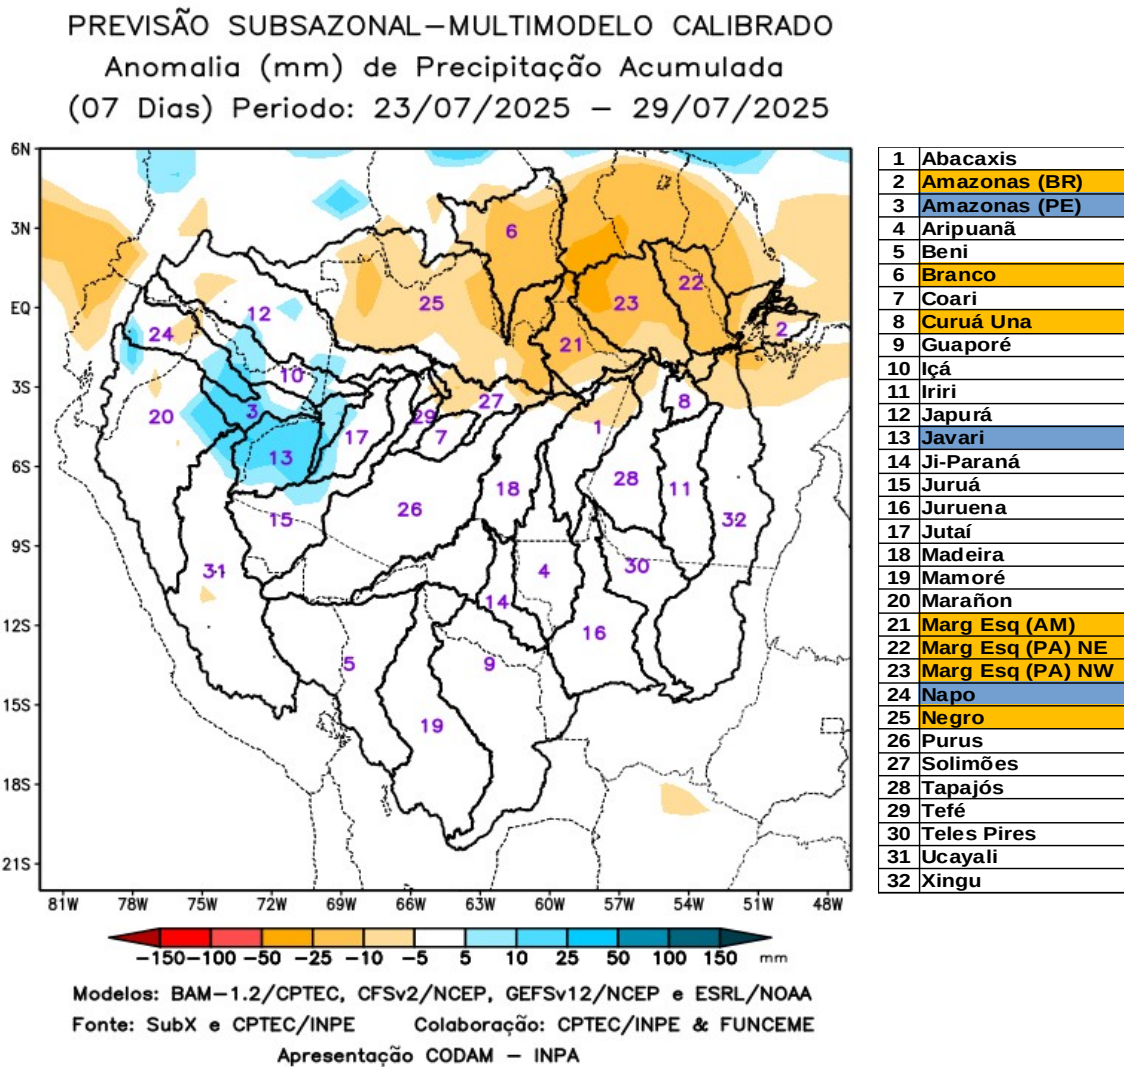 PREVISÃO SUBSAZONAL-MULTIMODELO CALIBRADO
Anomalia (mm) de Precipitação Acumulada
(07 Dias) Periodo: 23/07/2025 - 29/07/2025
6N
3N
EQ
3S
6S
9S
12S
15S
18S
21S
81W 78W 75W 72W 69W 66W 63W 60W 57W 54W 51W 48W
6
22
25
23
12
2
24
21
10
27
8
3
29
20
1
17
7
13
28
18
11
26
15
32
31
4
30
14
16
5
9
19
1 Abacaxis
2 Amazonas (BR)
3 Amazonas (PE)
4 Aripuanã
5 Beni
6 Branco
7 Coari
8 Curuá Una
9 Guaporé
10 Içá
11 Iriri
12 Japurá
13 Javari
14 Ji-Paraná
15 Juruá
16 Juruena
17 Jutaí
18 Madeira
19 Mamoré
20 Marañon
21 Marg Esq (AM)
22 Marg Esq (PA) NE
23 Marg Esq (PA) NW
24 Napo
25 Negro
26 Purus
27 Solimões
28 Tapajós
29 Tefé
30 Teles Pires
31 Ucayali
32 Xingu
-150 -100 -50 -25 -10 -5 5 10 25 50 100 150 mm
Modelos: BAM-1.2/CPTEC, CFSv2/NCEP, GEFSv12/NCEP e ESRL/NOAA
Fonte: SubX e CPTEC/INPE Colaboração: CPTEC/INPE & FUNCEME
Apresentação CODAM - INPA